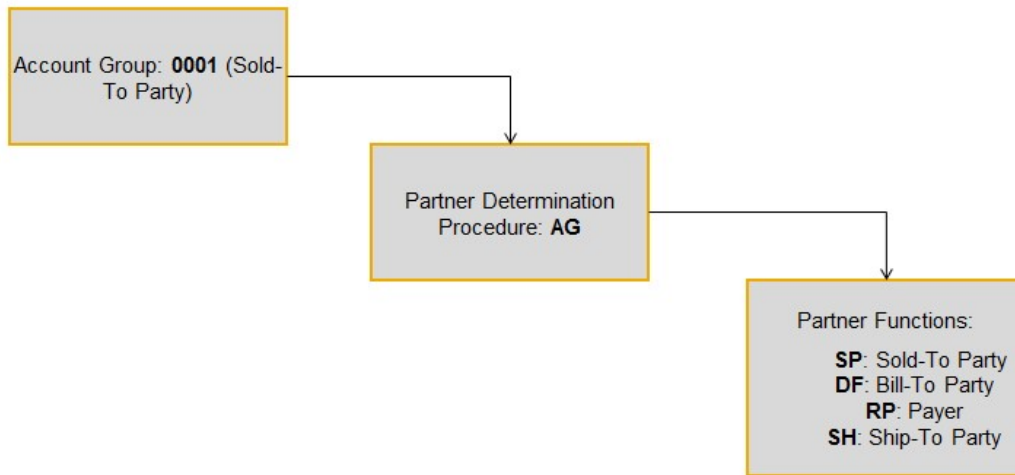 Account Group: 0001 (Sold-
To Party)
Partner Determination
Procedure: AG
Partner Functions:
SP: Sold-To Party
DF: Bill-To Party
RP: Payer
SH: Ship-To Party